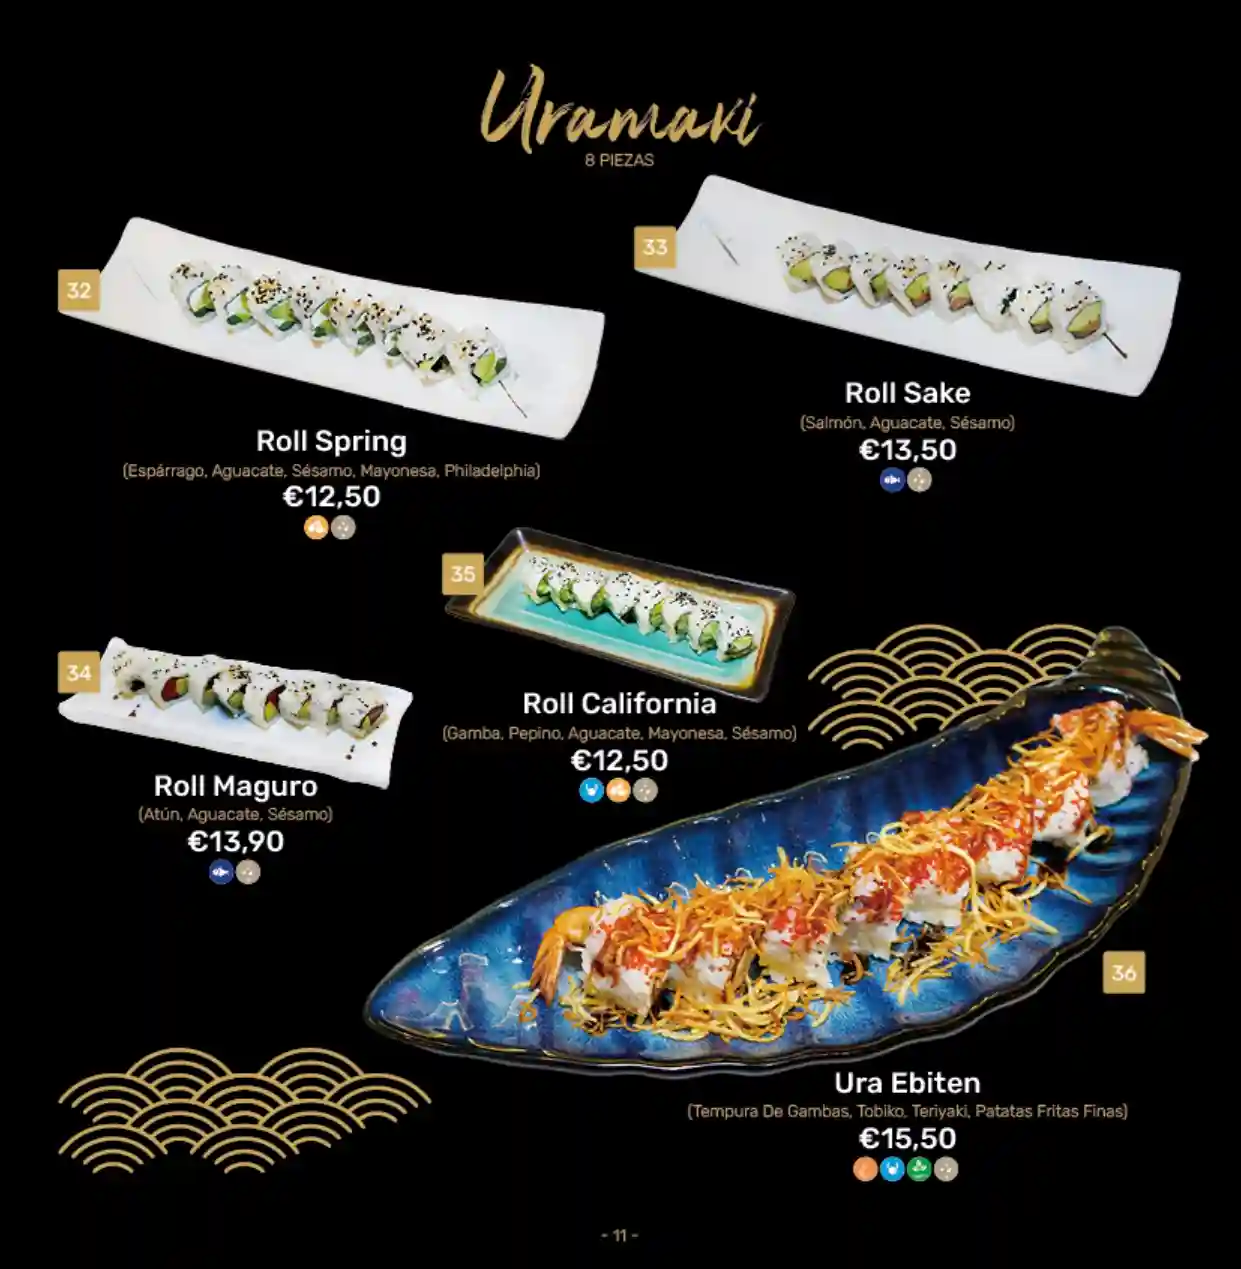 Uramaki
8 PIEZAS
32
Roll Spring
(Espárrago, Aguacate, Sésamo, Mayonesa, Philadelphia)
€12,50
33
Roll Sake
(Salmón, Aguacate, Sésamo)
€13,50
34
Roll Maguro
(Atún, Aguacate, Sésamo)
€13,90
35
Roll California
(Gamba, Pepino, Aguacate, Mayonesa, Sésamo)
€12,50
36
Ura Ebiten
(Tempura De Gambas, Tobiko, Teriyaki, Patatas Fritas Finas)
€15,50
- 11 -